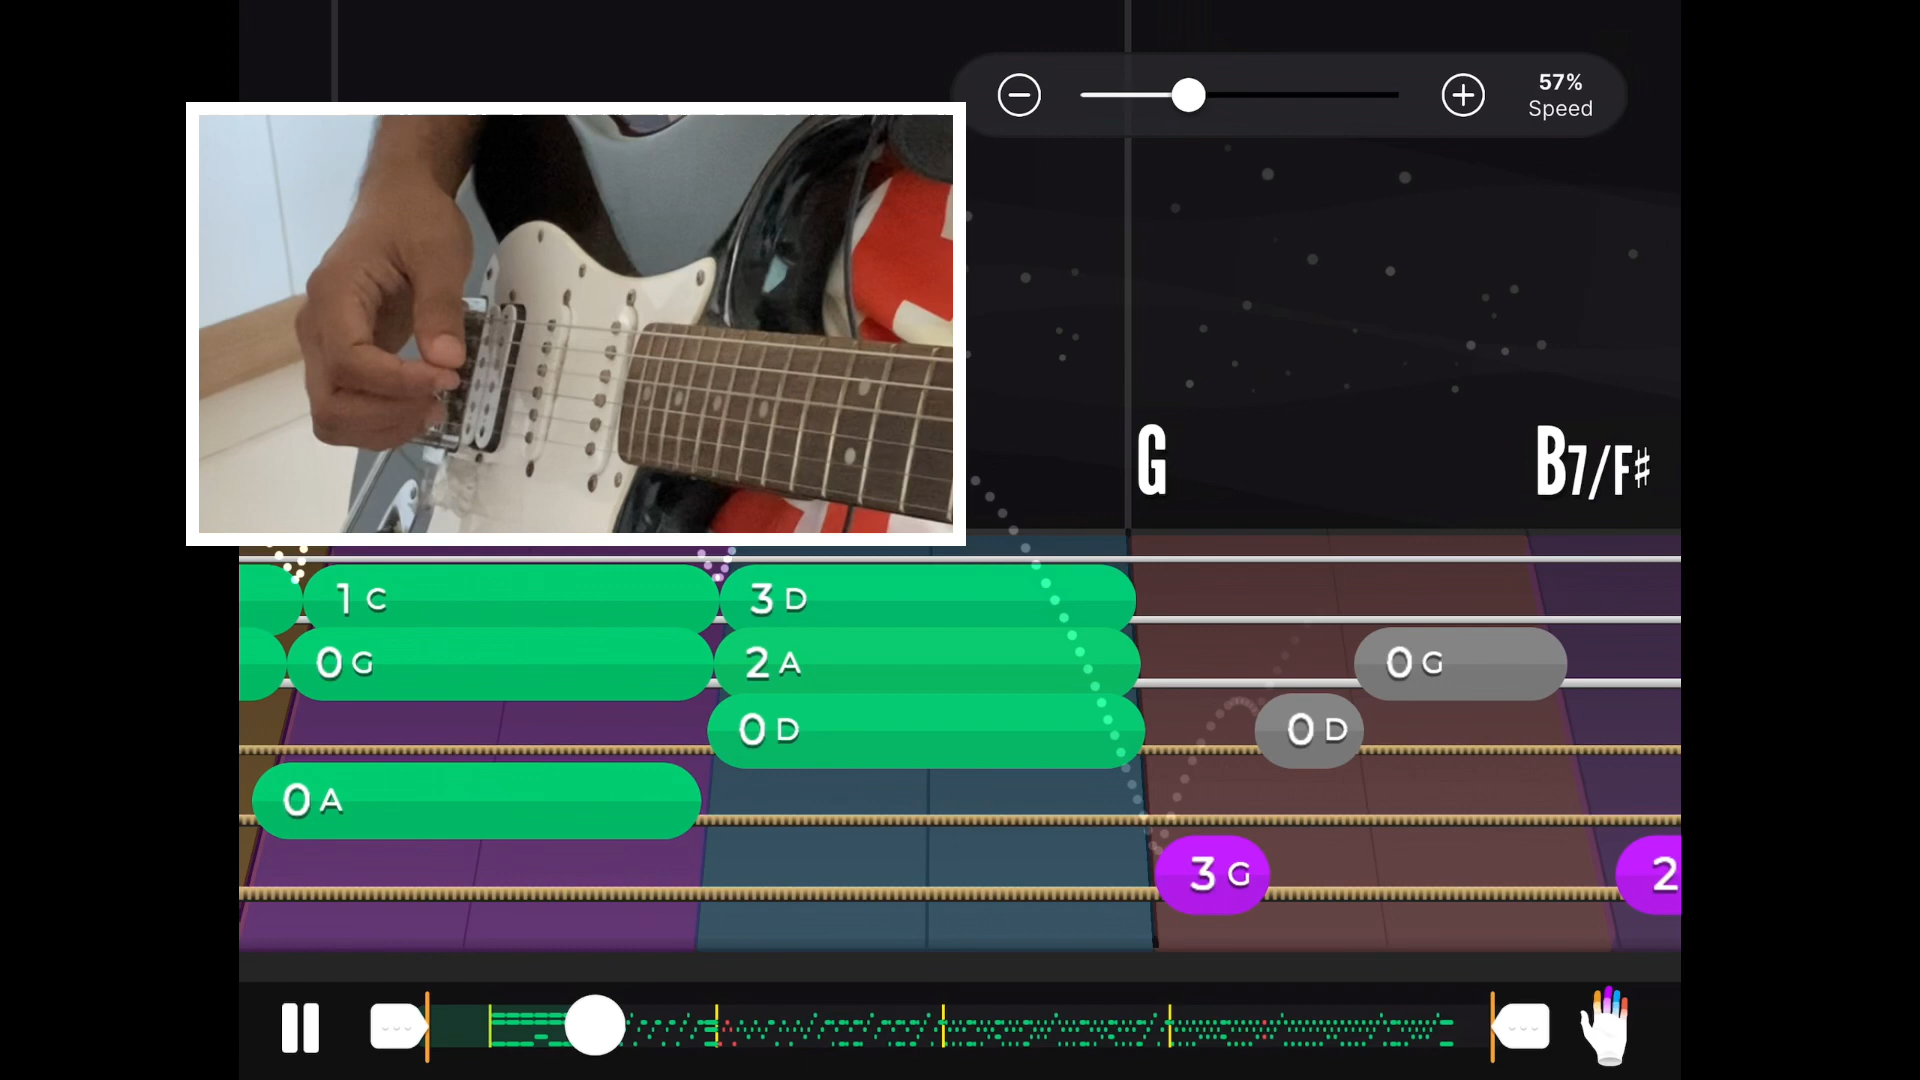 57%
Speed
G
B7/F♯
1 C
3 D
0 G
2 A
0 G
0 D
0 D
0 A
3 G
2